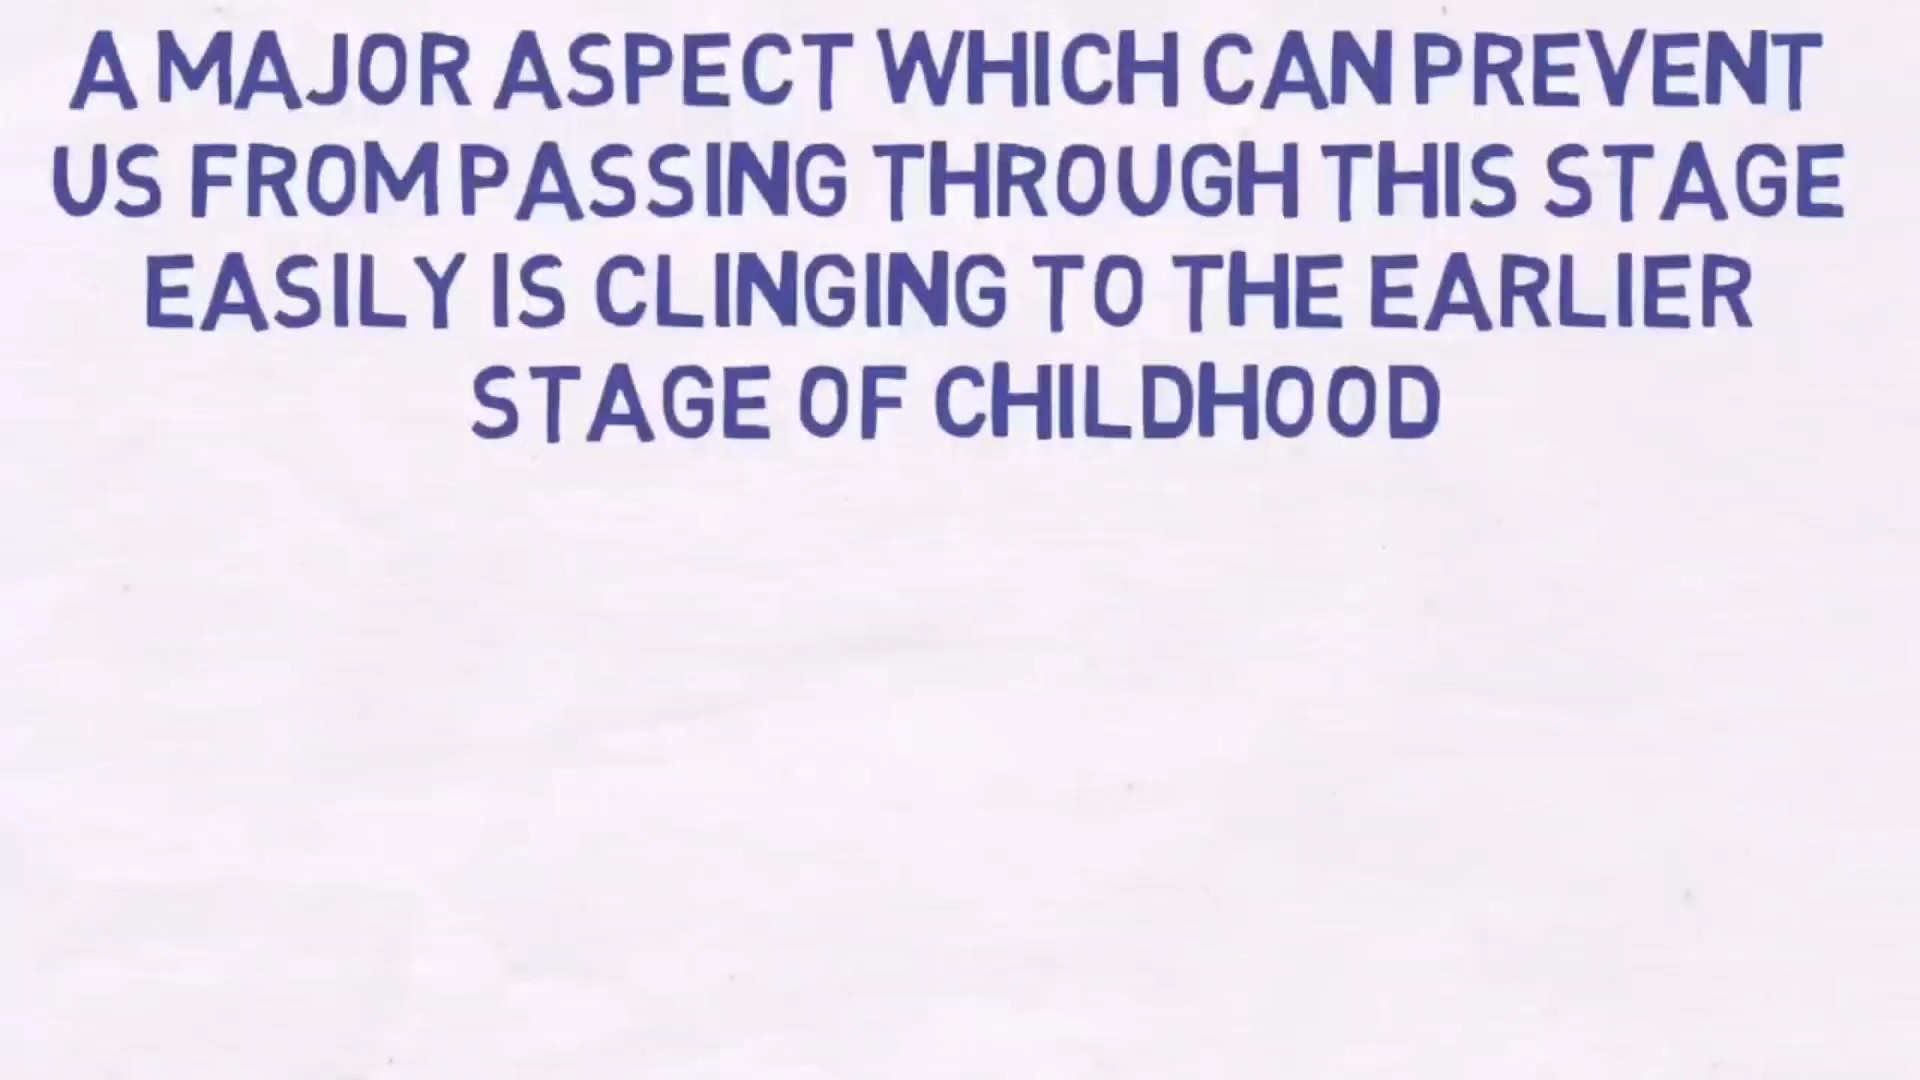 A MAJOR ASPECT WHICH CAN PREVENT
US FROM PASSING THROUGH THIS STAGE
EASILY IS CLINGING TO THE EARLIER
STAGE OF CHILDHOOD